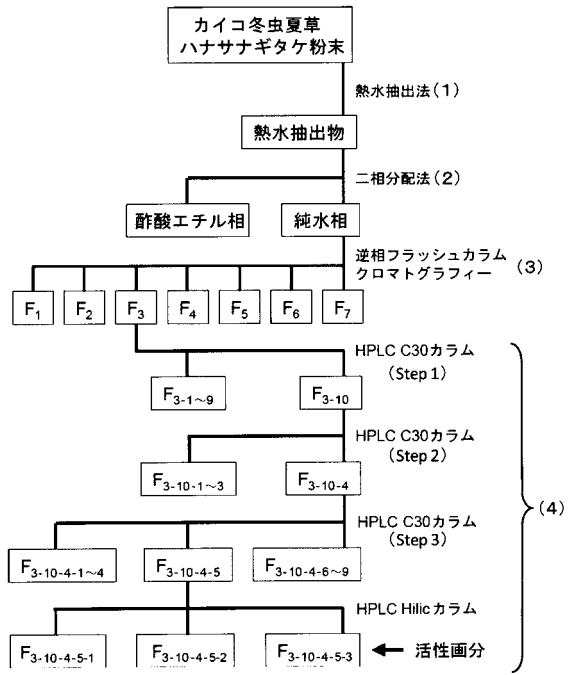 カイコ冬虫夏草
ハナサナギタケ粉末
熱水抽出法(1)
熱水抽出物
二相分配法(2)
酢酸エチル相
純水相
逆相フラッシュカラム
クロマトグラフィー (3)
F1 F2 F3 F4 F5 F6 F7
HPLC C30カラム
(Step 1)
F3-1~9
F3-10
HPLC C30カラム
(Step 2)
F3-10-1~3
F3-10-4
(4)
HPLC C30カラム
(Step 3)
F3-10-4-1~4
F3-10-4-5
F3-10-4-6~9
HPLC Hilicカラム
F3-10-4-5-1
F3-10-4-5-2
F3-10-4-5-3
活性画分